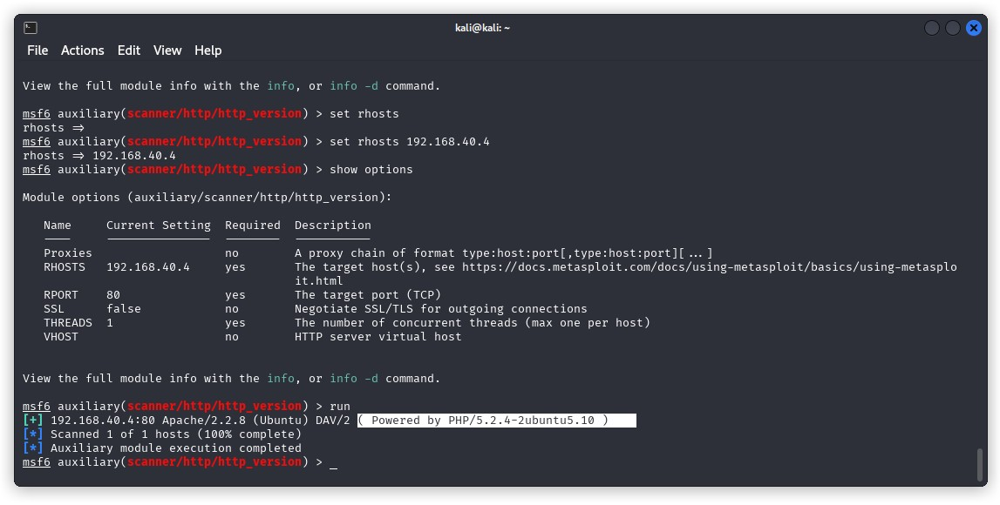 kali@kali: ~
File Actions Edit View Help
View the full module info with the info, or info -d command.
msf6 auxiliary(scanner/http/http_version) > set rhosts
rhosts ⇒
msf6 auxiliary(scanner/http/http_version) > set rhosts 192.168.40.4
rhosts ⇒ 192.168.40.4
msf6 auxiliary(scanner/http/http_version) > show options
Module options (auxiliary/scanner/http/http_version):
Name Current Setting Required Description
Proxies no A proxy chain of format type:host:port[,type:host:port][...]
RHOSTS 192.168.40.4 yes The target host(s), see https://docs.metasploit.com/docs/using-metasploit/basics/using-metasplo
it.html
RPORT 80 yes The target port (TCP)
SSL false no Negotiate SSL/TLS for outgoing connections
THREADS 1 yes The number of concurrent threads (max one per host)
VHOST no HTTP server virtual host
View the full module info with the info, or info -d command.
msf6 auxiliary(scanner/http/http_version) > run
[+] 192.168.40.4:80 Apache/2.2.8 (Ubuntu) DAV/2 ( Powered by PHP/5.2.4-2ubuntu5.10 )
[*] Scanned 1 of 1 hosts (100% complete)
[*] Auxiliary module execution completed
msf6 auxiliary(scanner/http/http_version) > _